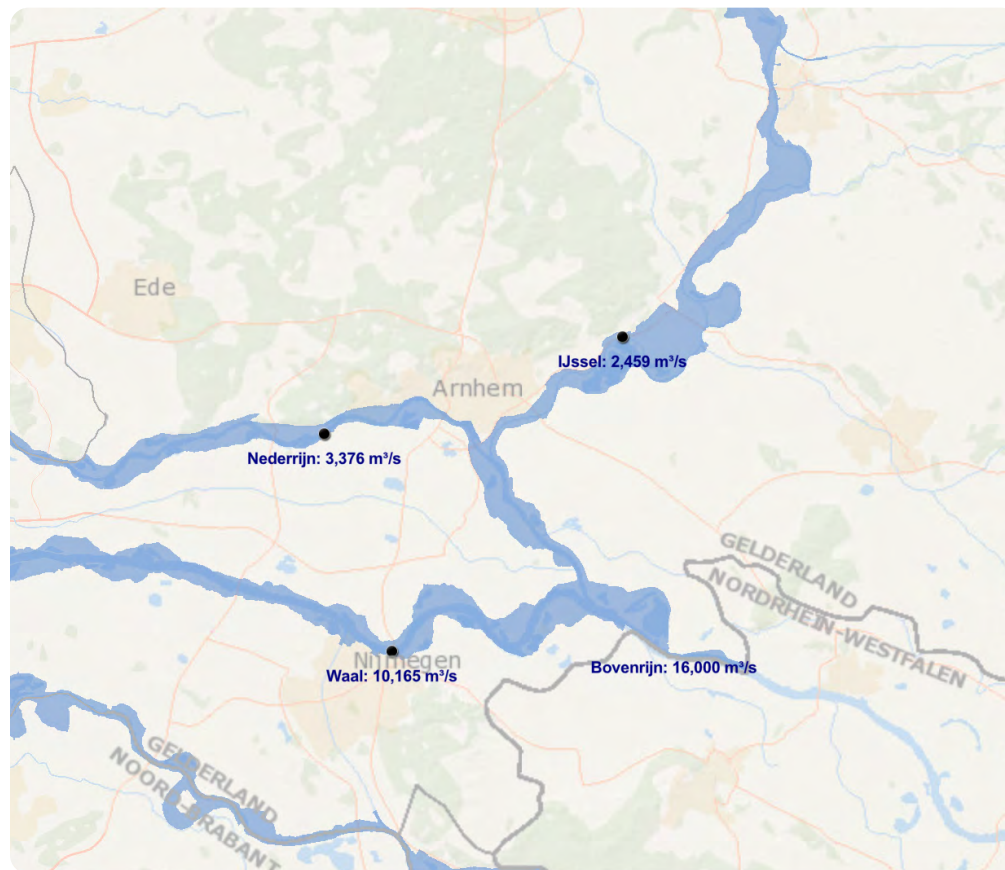 Ede
IJssel: 2,459 m³/s
Arnhem
Nederrijn: 3,376 m³/s
GELDERLAND
NORDRHEIN-WESTFALEN
Nijmegen
Waal: 10,165 m³/s
Bovenrijn: 16,000 m³/s
GELDERLAND
NOORD-BRABANT